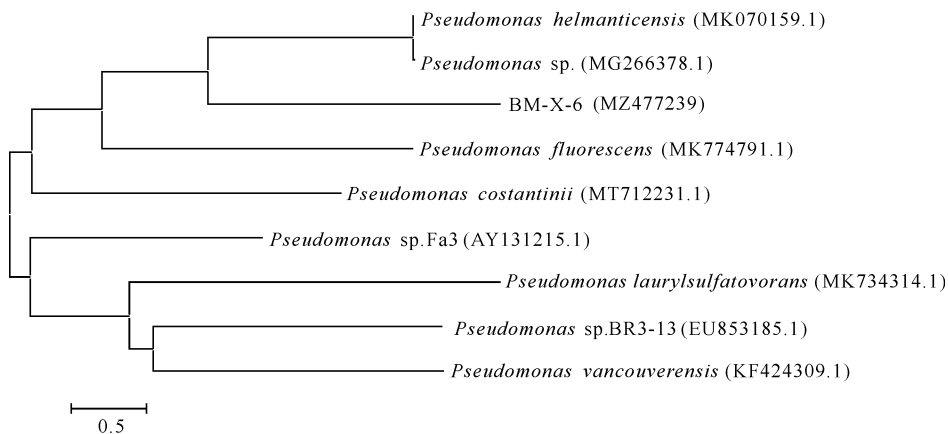 Pseudomonas helmanticensis (MK070159.1)
Pseudomonas sp. (MG266378.1)
BM-X-6 (MZ477239)
Pseudomonas fluorescens (MK774791.1)
Pseudomonas costantinii (MT712231.1)
Pseudomonas sp.Fa3 (AY131215.1)
Pseudomonas laurylsulfatovorans (MK734314.1)
Pseudomonas sp.BR3-13 (EU853185.1)
Pseudomonas vancouverensis (KF424309.1)
0.5